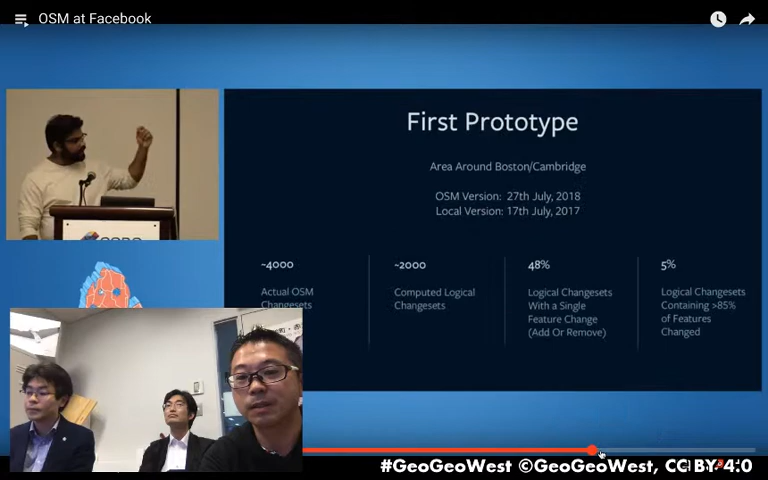 OSM at Facebook
First Prototype
Area Around Boston/Cambridge
OSM Version: 27th July, 2018
Local Version: 17th July, 2017
~4000
Actual OSM
Changesets
~2000
Computed Logical
Changesets
48%
Logical Changesets
With a Single
Feature Change
(Add Or Remove)
5%
Logical Changesets
Containing >85%
of Features
Changed
#GeoGeoWest ©GeoGeoWest, CC BY 4.0